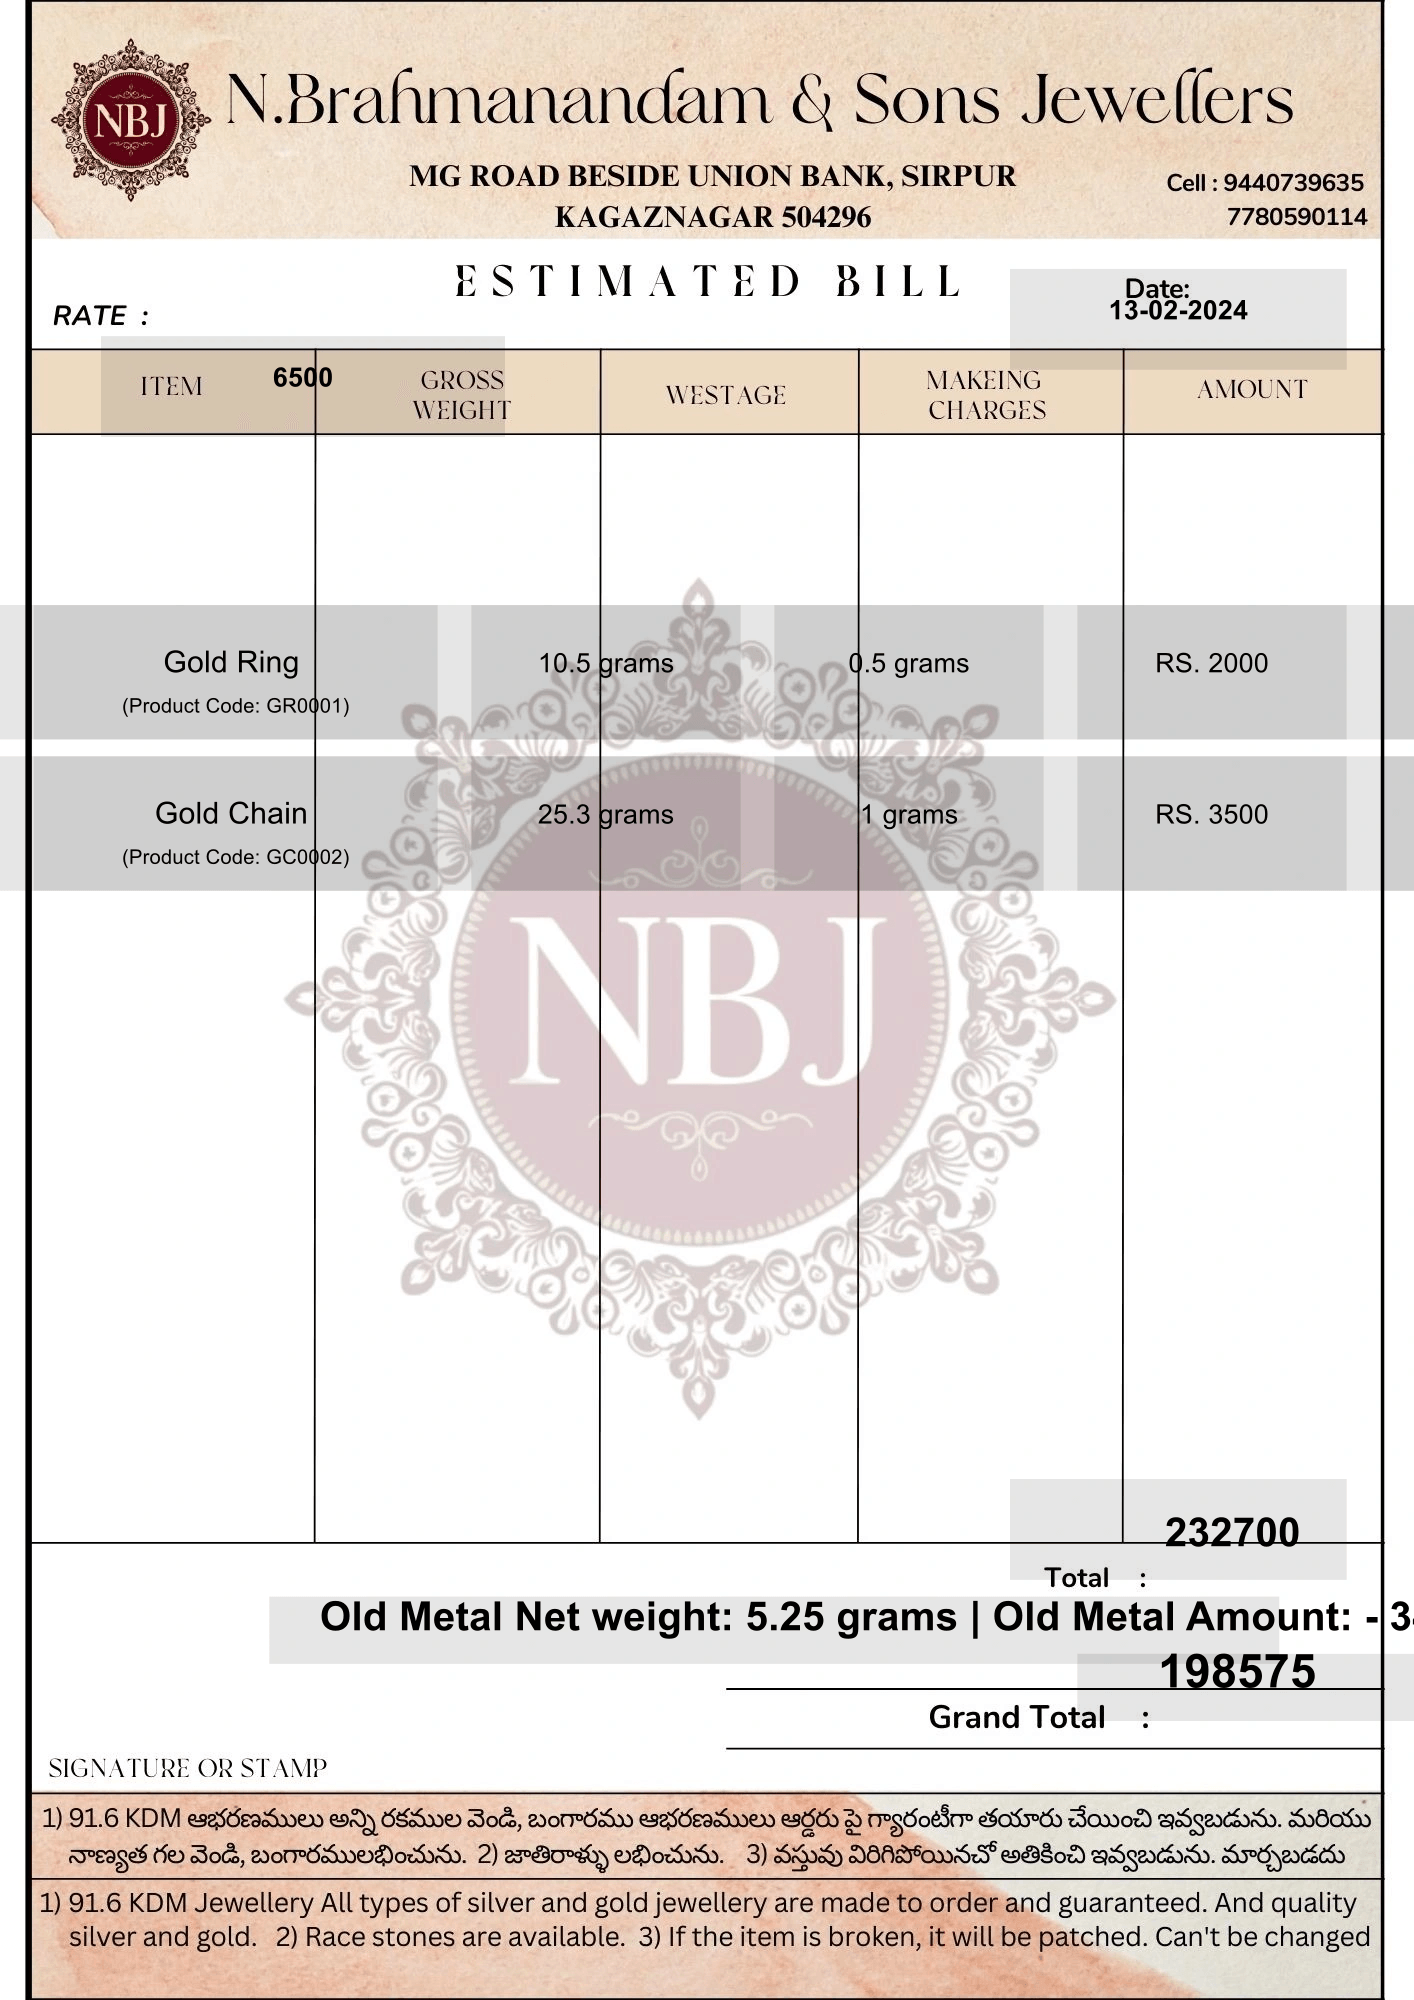 NBJ
N.Brahmanandam & Sons Jewellers
MG ROAD BESIDE UNION BANK, SIRPUR
KAGAZNAGAR 504296
Cell : 9440739635
7780590114
ESTIMATED BILL
Date:
13-02-2024
RATE :
6500
ITEM GROSS WEIGHT WESTAGE MAKEING CHARGES AMOUNT
Gold Ring 10.5 grams 0.5 grams RS. 2000
(Product Code: GR0001)
Gold Chain 25.3 grams 1 grams RS. 3500
(Product Code: GC0002)
NBJ
232700
Total :
Old Metal Net weight: 5.25 grams | Old Metal Amount: - 3
198575
Grand Total :
SIGNATURE OR STAMP
1) 91.6 KDM ఆభరణములు అన్ని రకముల వెండి, బంగారము ఆభరణములు ఆర్డరు పై గ్యారంటీగా తయారు చేయించి ఇవ్వబడును. మరియు
నాణ్యత గల వెండి, బంగారములభించును. 2) జాతిరాళ్ళు లభించును. 3) వస్తువు విరిగిపోయినచో అతికించి ఇవ్వబడును. మార్చబడదు
1) 91.6 KDM Jewellery All types of silver and gold jewellery are made to order and guaranteed. And quality
silver and gold. 2) Race stones are available. 3) If the item is broken, it will be patched. Can't be changed